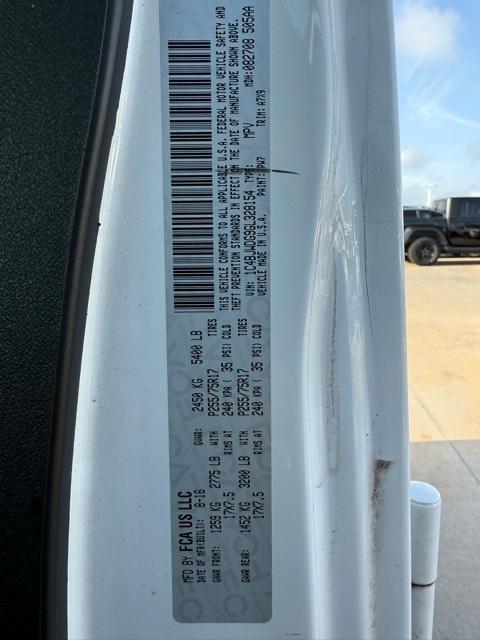 MFD BY FCA US LLC
DATE OF MFR(BUILT): 8-16 GVWR: 2450 KG 5400 LB
GAWR FRONT: 1259 KG 2775 LB WITH P255/75R17 TIRES
17X7.5 RIMS AT 240 KPA ( 35 PSI) COLD
GAWR REAR: 1452 KG 3200 LB WITH P255/75R17 TIRES
17X7.5 RIMS AT 240 KPA ( 35 PSI) COLD
THIS VEHICLE CONFORMS TO ALL APPLICABLE U.S.A. FEDERAL MOTOR VEHICLE SAFETY AND
THEFT PREVENTION STANDARDS IN EFFECT ON THE DATE OF MANUFACTURE SHOWN ABOVE.
VIN: 1C4BJWDG9GL328154 TYPE: MPV MDH:082708 505AA
VEHICLE MADE IN U.S.A. PAINT:PW7 TRIM: A7X9